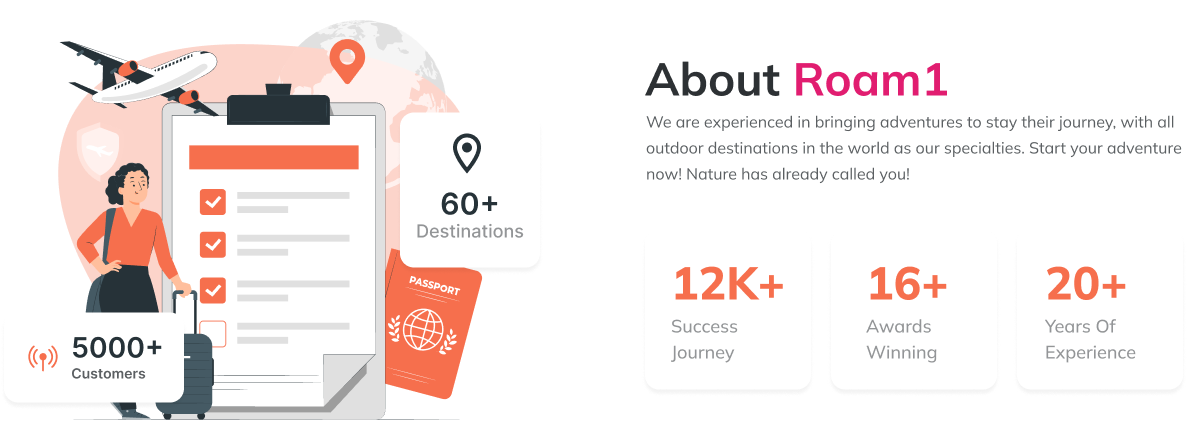 60+
Destinations
PASSPORT
5000+
Customers
About Roam1
We are experienced in bringing adventures to stay their journey, with all
outdoor destinations in the world as our specialties. Start your adventure
now! Nature has already called you!
12K+
Success
Journey
16+
Awards
Winning
20+
Years Of
Experience